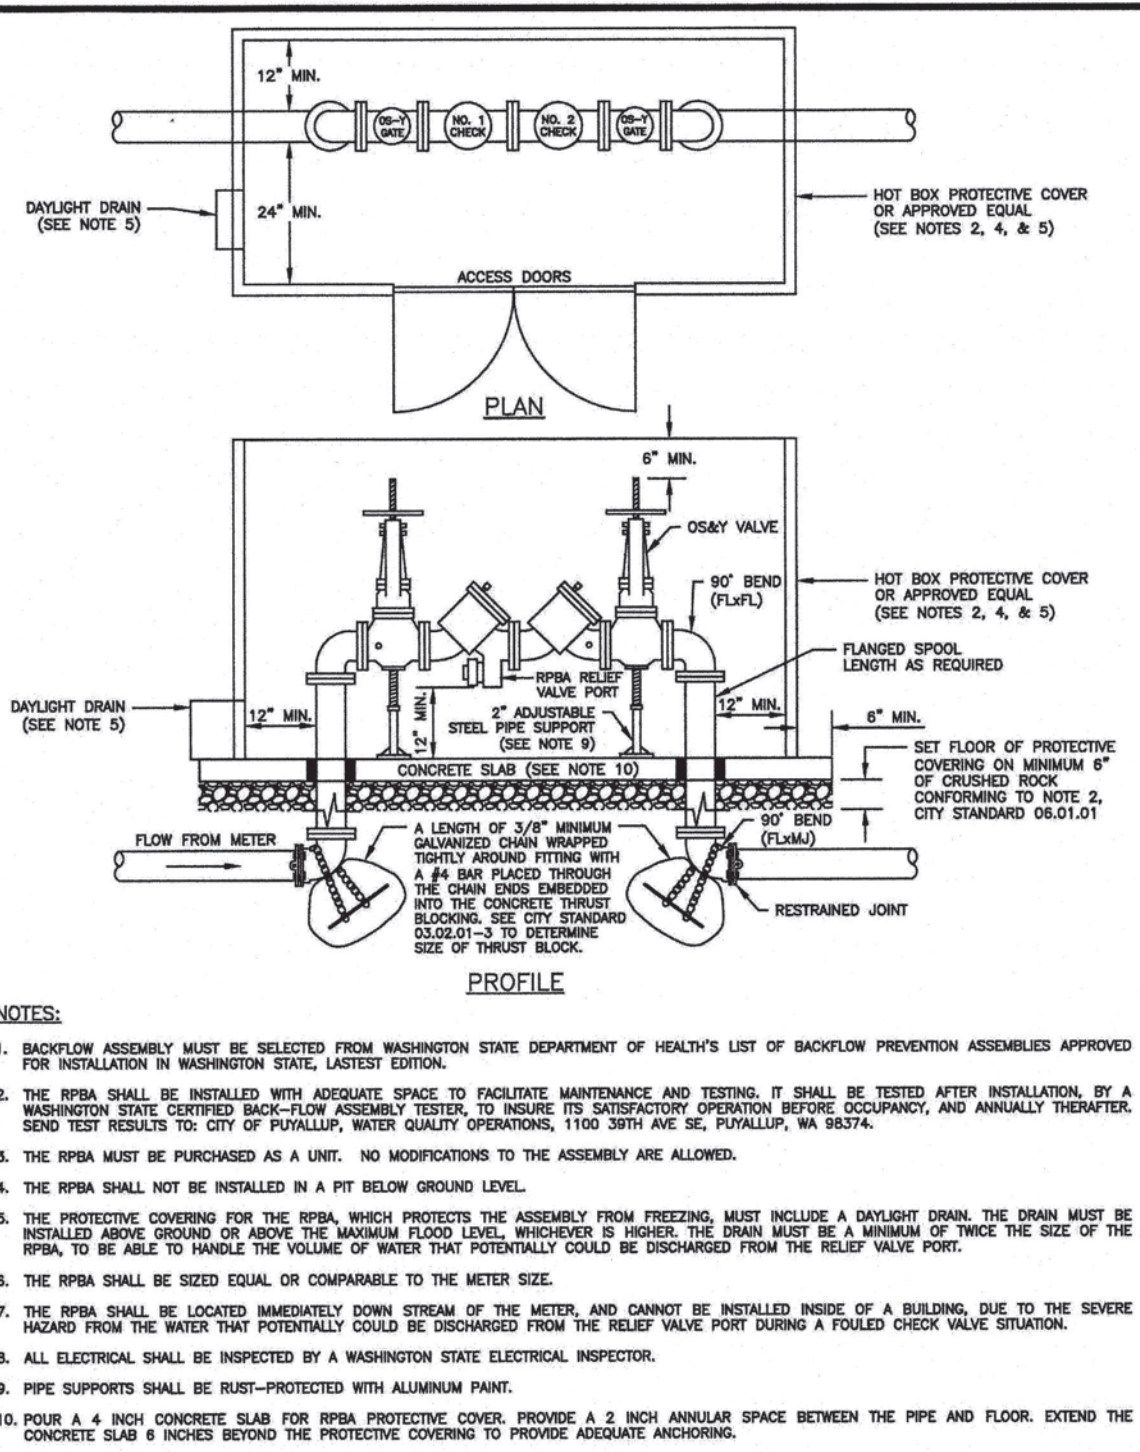 12" MIN.
OS-Y
GATE
NO. 1
CHECK
NO. 2
CHECK
OS-Y
GATE
DAYLIGHT DRAIN
(SEE NOTE 5)
24" MIN.
HOT BOX PROTECTIVE COVER
OR APPROVED EQUAL
(SEE NOTES 2, 4, & 5)
ACCESS DOORS
PLAN
6" MIN.
OS&Y VALVE
90° BEND
(FLxFL)
HOT BOX PROTECTIVE COVER
OR APPROVED EQUAL
(SEE NOTES 2, 4, & 5)
FLANGED SPOOL
LENGTH AS REQUIRED
RPBA RELIEF
VALVE PORT
DAYLIGHT DRAIN
(SEE NOTE 5)
12" MIN.
12" MIN.
2" ADJUSTABLE
STEEL PIPE SUPPORT
(SEE NOTE 9)
12" MIN.
6" MIN.
SET FLOOR OF PROTECTIVE
COVERING ON MINIMUM 6"
OF CRUSHED ROCK
CONFORMING TO NOTE 2,
CITY STANDARD 06.01.01
CONCRETE SLAB (SEE NOTE 10)
FLOW FROM METER
A LENGTH OF 3/8" MINIMUM
GALVANIZED CHAIN WRAPPED
TIGHTLY AROUND FITTING WITH
A #4 BAR PLACED THROUGH
THE CHAIN ENDS EMBEDDED
INTO THE CONCRETE THRUST
BLOCKING. SEE CITY STANDARD
03.02.01-3 TO DETERMINE
SIZE OF THRUST BLOCK.
90° BEND
(FLxMJ)
RESTRAINED JOINT
PROFILE
NOTES:
1. BACKFLOW ASSEMBLY MUST BE SELECTED FROM WASHINGTON STATE DEPARTMENT OF HEALTH'S LIST OF BACKFLOW PREVENTION ASSEMBLIES APPROVED
FOR INSTALLATION IN WASHINGTON STATE, LASTEST EDITION.
2. THE RPBA SHALL BE INSTALLED WITH ADEQUATE SPACE TO FACILITATE MAINTENANCE AND TESTING. IT SHALL BE TESTED AFTER INSTALLATION, BY A
WASHINGTON STATE CERTIFIED BACK-FLOW ASSEMBLY TESTER, TO INSURE ITS SATISFACTORY OPERATION BEFORE OCCUPANCY, AND ANNUALLY THERAFTER.
SEND TEST RESULTS TO: CITY OF PUYALLUP, WATER QUALITY OPERATIONS, 1100 39TH AVE SE, PUYALLUP, WA 98374.
3. THE RPBA MUST BE PURCHASED AS A UNIT. NO MODIFICATIONS TO THE ASSEMBLY ARE ALLOWED.
4. THE RPBA SHALL NOT BE INSTALLED IN A PIT BELOW GROUND LEVEL.
5. THE PROTECTIVE COVERING FOR THE RPBA, WHICH PROTECTS THE ASSEMBLY FROM FREEZING, MUST INCLUDE A DAYLIGHT DRAIN. THE DRAIN MUST BE
INSTALLED ABOVE GROUND OR ABOVE THE MAXIMUM FLOOD LEVEL, WHICHEVER IS HIGHER. THE DRAIN MUST BE A MINIMUM OF TWICE THE SIZE OF THE
RPBA, TO BE ABLE TO HANDLE THE VOLUME OF WATER THAT POTENTIALLY COULD BE DISCHARGED FROM THE RELIEF VALVE PORT.
6. THE RPBA SHALL BE SIZED EQUAL OR COMPARABLE TO THE METER SIZE.
7. THE RPBA SHALL BE LOCATED IMMEDIATELY DOWN STREAM OF THE METER, AND CANNOT BE INSTALLED INSIDE OF A BUILDING, DUE TO THE SEVERE
HAZARD FROM THE WATER THAT POTENTIALLY COULD BE DISCHARGED FROM THE RELIEF VALVE PORT DURING A FOULED CHECK VALVE SITUATION.
8. ALL ELECTRICAL SHALL BE INSPECTED BY A WASHINGTON STATE ELECTRICAL INSPECTOR.
9. PIPE SUPPORTS SHALL BE RUST-PROTECTED WITH ALUMINUM PAINT.
10. POUR A 4 INCH CONCRETE SLAB FOR RPBA PROTECTIVE COVER. PROVIDE A 2 INCH ANNULAR SPACE BETWEEN THE PIPE AND FLOOR. EXTEND THE
CONCRETE SLAB 6 INCHES BEYOND THE PROTECTIVE COVERING TO PROVIDE ADEQUATE ANCHORING.